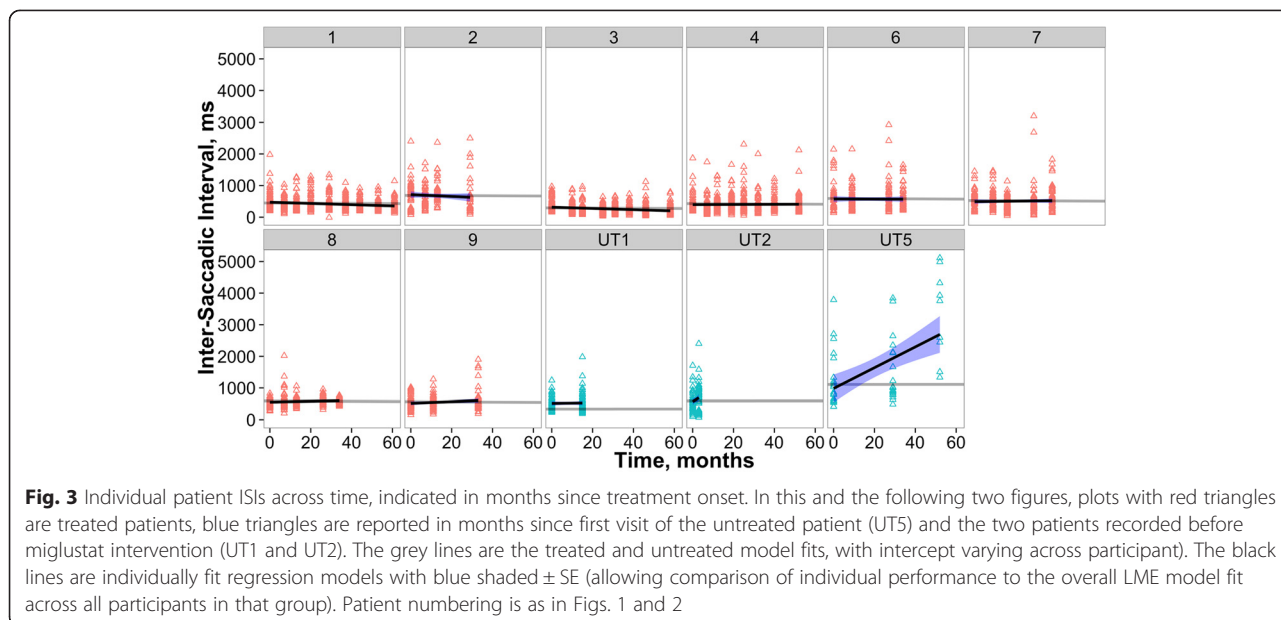 1 2 3 4 6 7
5000
4000
3000
2000
1000
0
8 9 UT1 UT2 UT5
5000
4000
3000
2000
1000
0
Inter-Saccadic Interval, ms
0 20 40 60 0 20 40 60 0 20 40 60 0 20 40 60 0 20 40 60
Time, months
Fig. 3 Individual patient ISIs across time, indicated in months since treatment onset. In this and the following two figures, plots with red triangles
are treated patients, blue triangles are reported in months since first visit of the untreated patient (UT5) and the two patients recorded before
miglustat intervention (UT1 and UT2). The grey lines are the treated and untreated model fits, with intercept varying across participant). The black
lines are individually fit regression models with blue shaded ± SE (allowing comparison of individual performance to the overall LME model fit
across all participants in that group). Patient numbering is as in Figs. 1 and 2